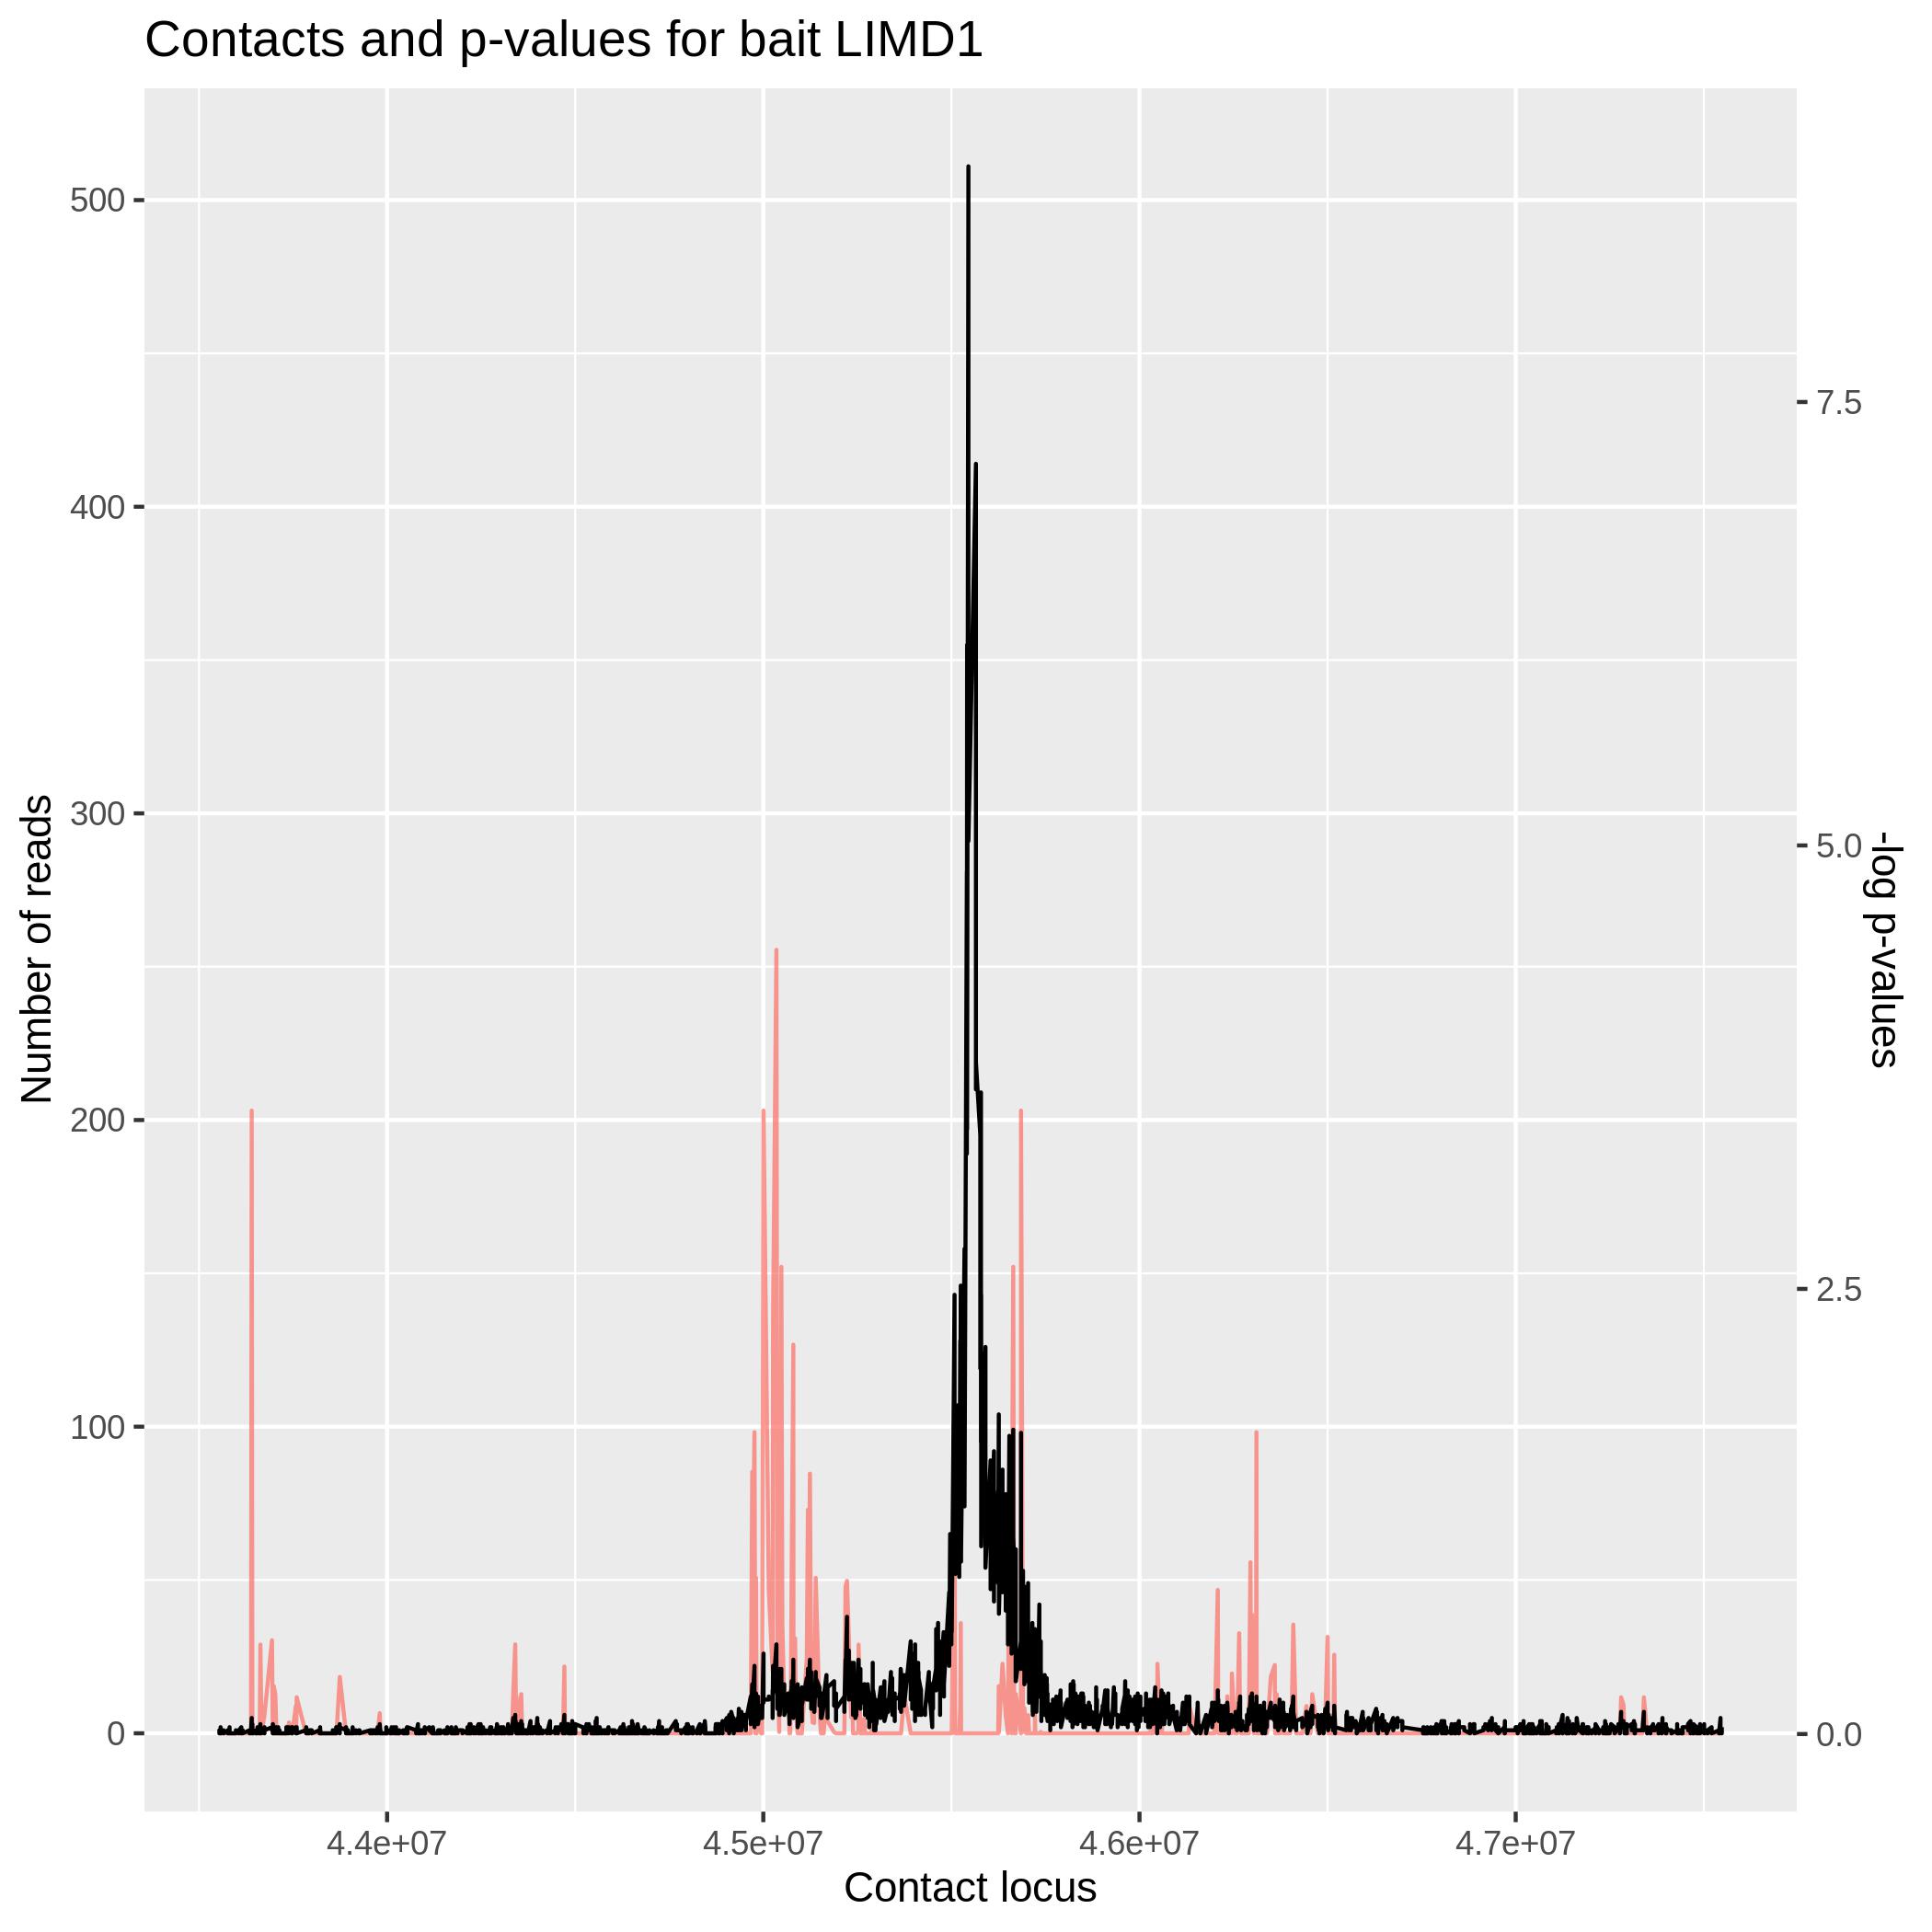 Contacts and p-values for bait LIMD1
500
400
300
200
100
0
Number of reads
7.5
5.0
2.5
0.0
-log p-values
4.4e+07
4.5e+07
4.6e+07
4.7e+07
Contact locus